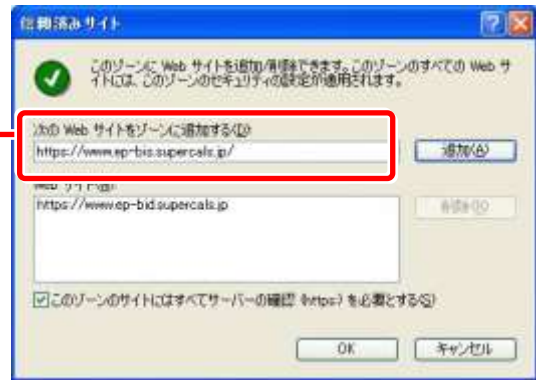 信頼済みサイト
このゾーンに Web サイトを追加/削除できます。このゾーンのすべての Web サ
イトには、このゾーンのセキュリティの設定が適用されます。
次の Web サイトをゾーンに追加する(D)
https://www.ep-bis.supercals.jp/
追加(A)
Web サイト(W)
https://www.ep-bid.supercals.jp
削除(R)
このゾーンのサイトにはすべてサーバーの確認 (https:) を必要とする(S)
OK
キャンセル